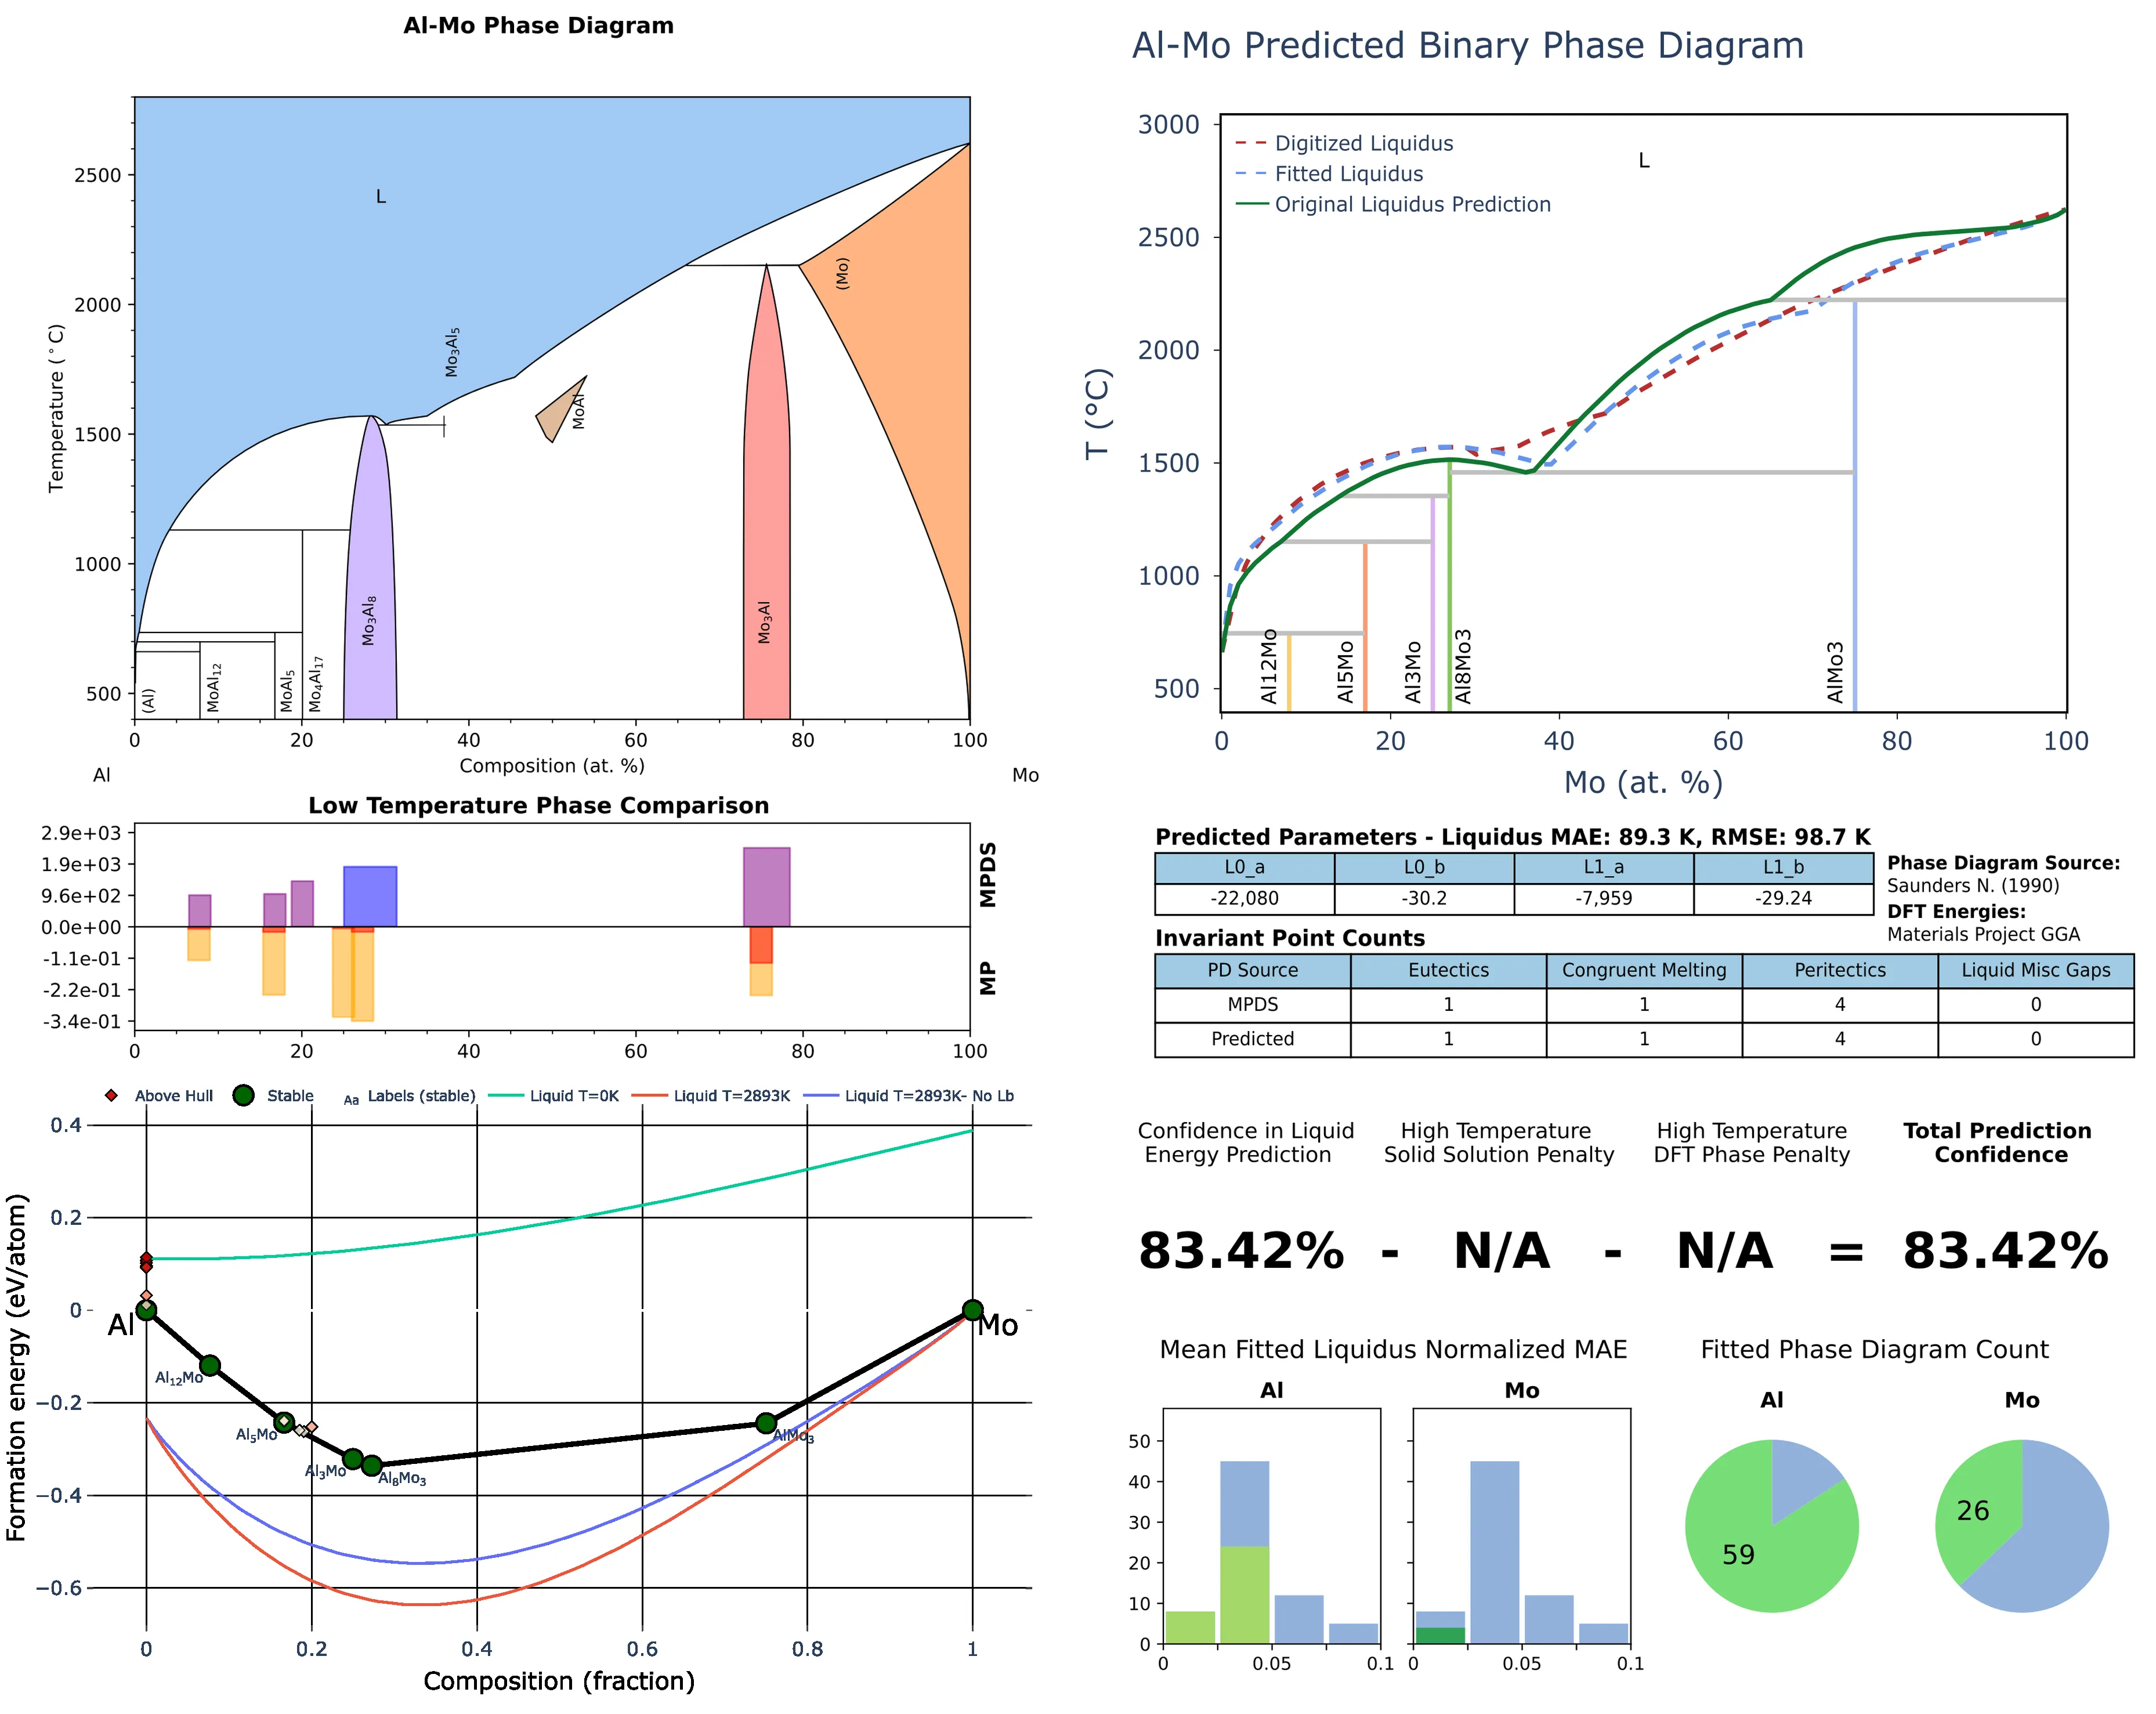 Al-Mo Phase Diagram
Temperature (°C)
2500
2000
1500
1000
500
L
Mo3Al5
MoAl
(Mo)
Mo3Al8
Mo3Al
(Al)
MoAl12
MoAl5
Mo4Al17
0 20 40 60 80 100
Composition (at. %)
Al Mo
Al-Mo Predicted Binary Phase Diagram
3000
2500
2000
1500
1000
500
T (°C)
Digitized Liquidus
Fitted Liquidus
Original Liquidus Prediction
L
Al12Mo
Al5Mo
Al3Mo
Al8Mo3
AlMo3
0 20 40 60 80 100
Mo (at. %)
Low Temperature Phase Comparison
2.9e+03
1.9e+03
9.6e+02
0.0e+00
-1.1e-01
-2.2e-01
-3.4e-01
MPDS
MP
0 20 40 60 80 100
Predicted Parameters - Liquidus MAE: 89.3 K, RMSE: 98.7 K
L0_a L0_b L1_a L1_b
-22,080 -30.2 -7,959 -29.24
Phase Diagram Source:
Saunders N. (1990)
DFT Energies:
Materials Project GGA
Invariant Point Counts
PD Source Eutectics Congruent Melting Peritectics Liquid Misc Gaps
MPDS 1 1 4 0
Predicted 1 1 4 0
Above Hull Stable Aa Labels (stable) Liquid T=0K Liquid T=2893K Liquid T=2893K- No Lb
Formation energy (eV/atom)
0.4
0.2
0
−0.2
−0.4
−0.6
Al
Mo
Al12Mo
Al5Mo
Al3Mo
Al8Mo3
AlMo3
0 0.2 0.4 0.6 0.8 1
Composition (fraction)
Confidence in Liquid
Energy Prediction
High Temperature
Solid Solution Penalty
High Temperature
DFT Phase Penalty
Total Prediction
Confidence
83.42% - N/A - N/A = 83.42%
Mean Fitted Liquidus Normalized MAE
Al
Mo
50
40
30
20
10
0
0 0.05 0.1
0 0.05 0.1
Fitted Phase Diagram Count
Al
Mo
59
26